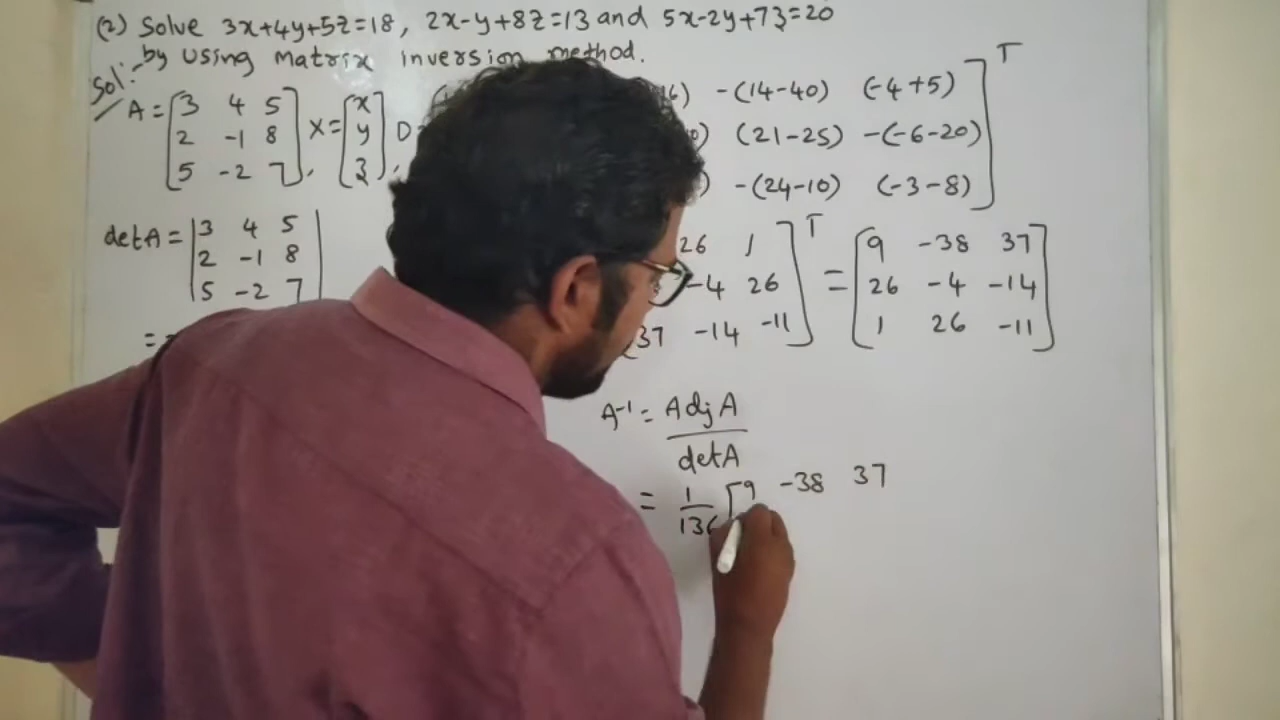 (2) Solve 3x+4y+5z=18, 2x-y+8z=13 and 5x-2y+7z=20
by using matrix inversion method.
Sol:-
A = [3 4 5
2 -1 8
5 -2 7], X = [x
y
z], D
-(14-40) (-4+5)]T
(21-25) -(-6-20)
-(24-10) (-3-8)
detA = |3 4 5
2 -1 8
5 -2 7|
=
26 1]T
-4 26
37 -14 -11
= [9 -38 37
26 -4 -14
1 26 -11]
A-1 = Adj A
detA
= 1
136 [9 -38 37